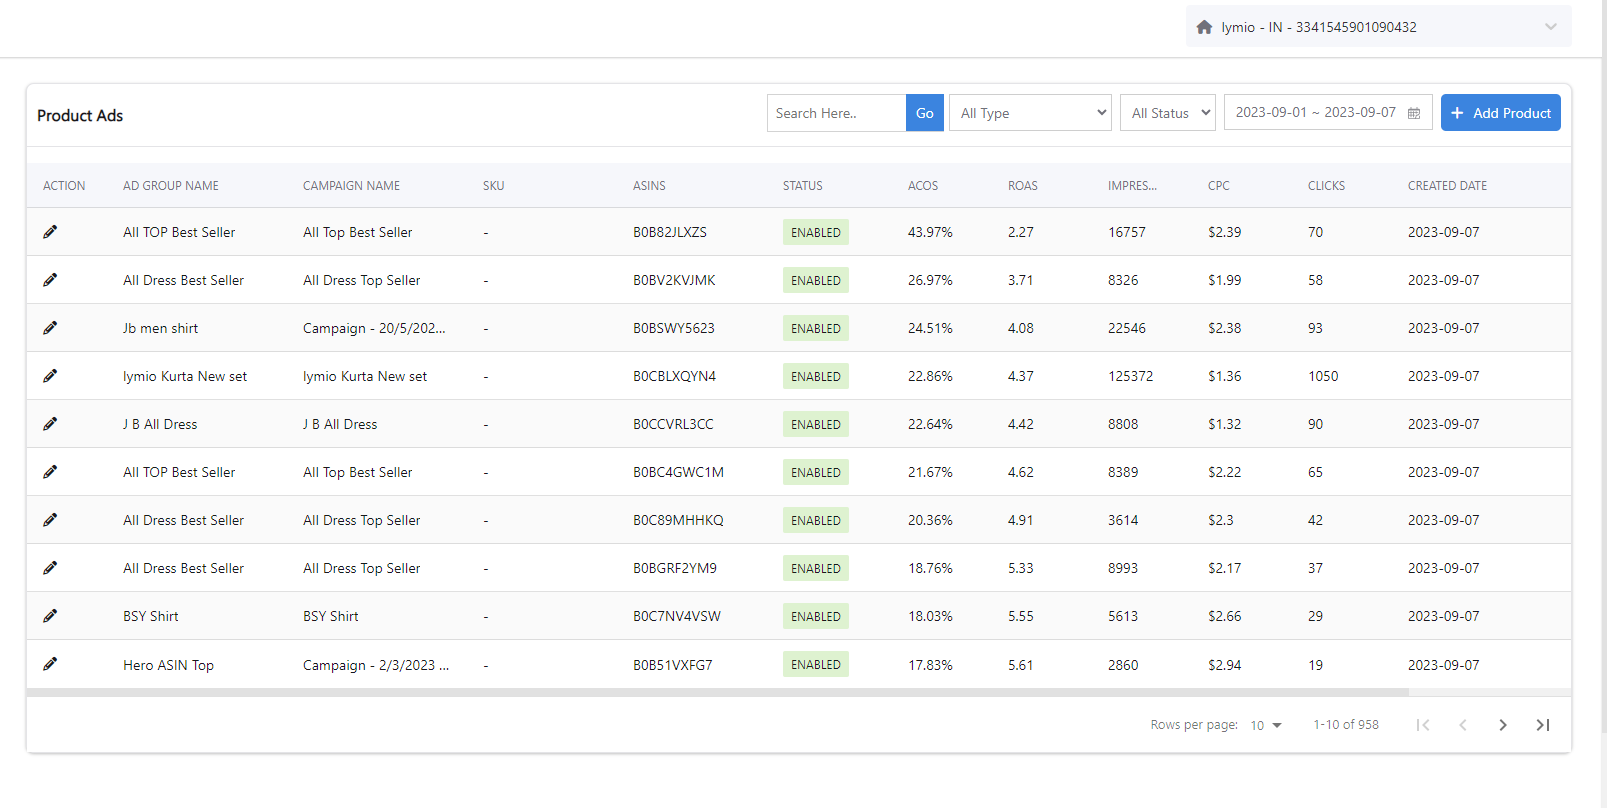 Iymio - IN - 3341545901090432
Product Ads
Search Here..
Go
All Type
All Status
2023-09-01 ~ 2023-09-07
+ Add Product
ACTION AD GROUP NAME CAMPAIGN NAME SKU ASINS STATUS ACOS ROAS IMPRES... CPC CLICKS CREATED DATE
All TOP Best Seller All Top Best Seller - B0B82JLXZS ENABLED 43.97% 2.27 16757 $2.39 70 2023-09-07
All Dress Best Seller All Dress Top Seller - B0BV2KVJMK ENABLED 26.97% 3.71 8326 $1.99 58 2023-09-07
Jb men shirt Campaign - 20/5/202... - B0BSWY5623 ENABLED 24.51% 4.08 22546 $2.38 93 2023-09-07
Iymio Kurta New set Iymio Kurta New set - B0CBLXQYN4 ENABLED 22.86% 4.37 125372 $1.36 1050 2023-09-07
J B All Dress J B All Dress - B0CCVRL3CC ENABLED 22.64% 4.42 8808 $1.32 90 2023-09-07
All TOP Best Seller All Top Best Seller - B0BC4GWC1M ENABLED 21.67% 4.62 8389 $2.22 65 2023-09-07
All Dress Best Seller All Dress Top Seller - B0C89MHHKQ ENABLED 20.36% 4.91 3614 $2.3 42 2023-09-07
All Dress Best Seller All Dress Top Seller - B0BGRF2YM9 ENABLED 18.76% 5.33 8993 $2.17 37 2023-09-07
BSY Shirt BSY Shirt - B0C7NV4VSW ENABLED 18.03% 5.55 5613 $2.66 29 2023-09-07
Hero ASIN Top Campaign - 2/3/2023 ... - B0B51VXFG7 ENABLED 17.83% 5.61 2860 $2.94 19 2023-09-07
Rows per page: 10 1-10 of 958